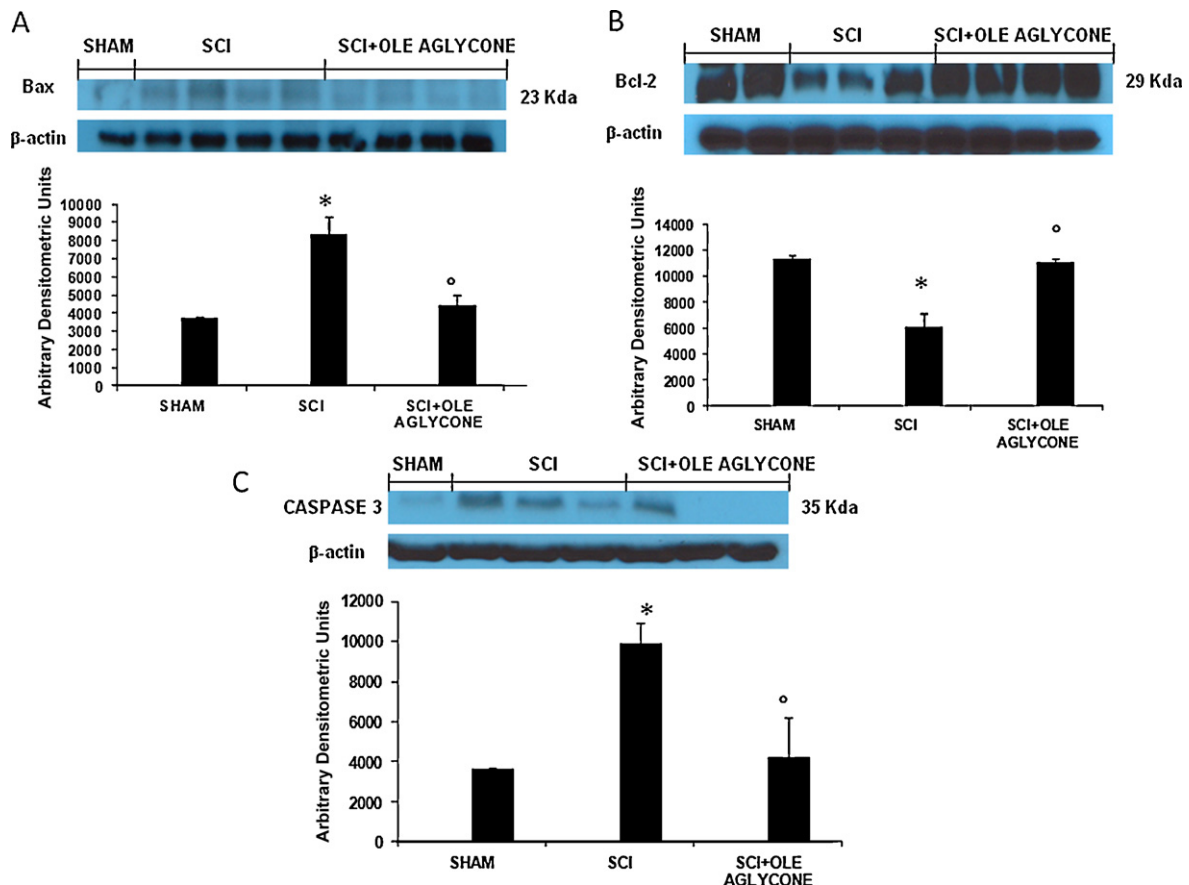 A
SHAM SCI SCI+OLE AGLYCONE
Bax
23 Kda
β-actin
Arbitrary Densitometric Units
10000
9000
8000
7000
6000
5000
4000
3000
2000
1000
0
*
°
SHAM
SCI
SCI+OLE
AGLYCONE
B
SHAM SCI SCI+OLE AGLYCONE
Bcl-2
29 Kda
β-actin
Arbitrary Densitometric Units
14000
12000
10000
8000
6000
4000
2000
0
*
°
SHAM
SCI
SCI+OLE
AGLYCONE
C
SHAM SCI SCI+OLE AGLYCONE
CASPASE 3
35 Kda
β-actin
Arbitrary Densitometric Units
12000
10000
8000
6000
4000
2000
0
*
°
SHAM
SCI
SCI+OLE
AGLYCONE